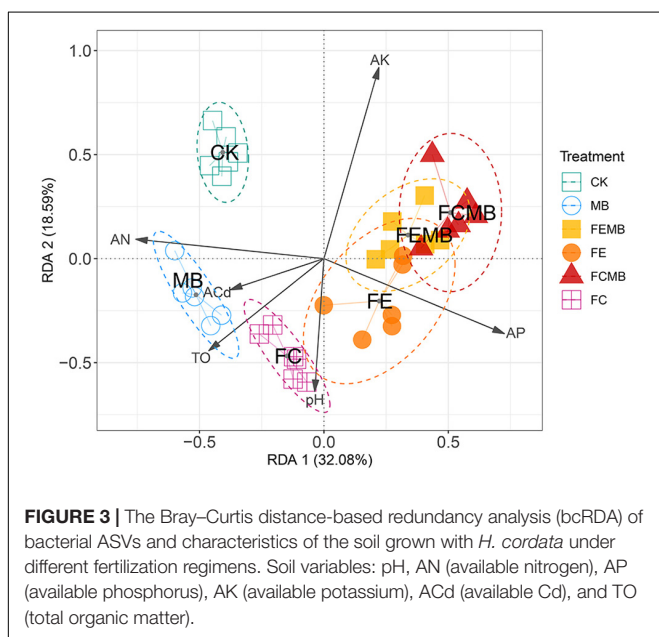 1.0
0.5
0.0
−0.5
RDA 2 (18.59%)
AK
CK
AN
FCMB
FEMB
MB
ACd
FE
AP
TO
FC
pH
−0.5
0.0
0.5
RDA 1 (32.08%)
Treatment
CK
MB
FEMB
FE
FCMB
FC
FIGURE 3 | The Bray–Curtis distance-based redundancy analysis (bcRDA) of
bacterial ASVs and characteristics of the soil grown with H. cordata under
different fertilization regimens. Soil variables: pH, AN (available nitrogen), AP
(available phosphorus), AK (available potassium), ACd (available Cd), and TO
(total organic matter).